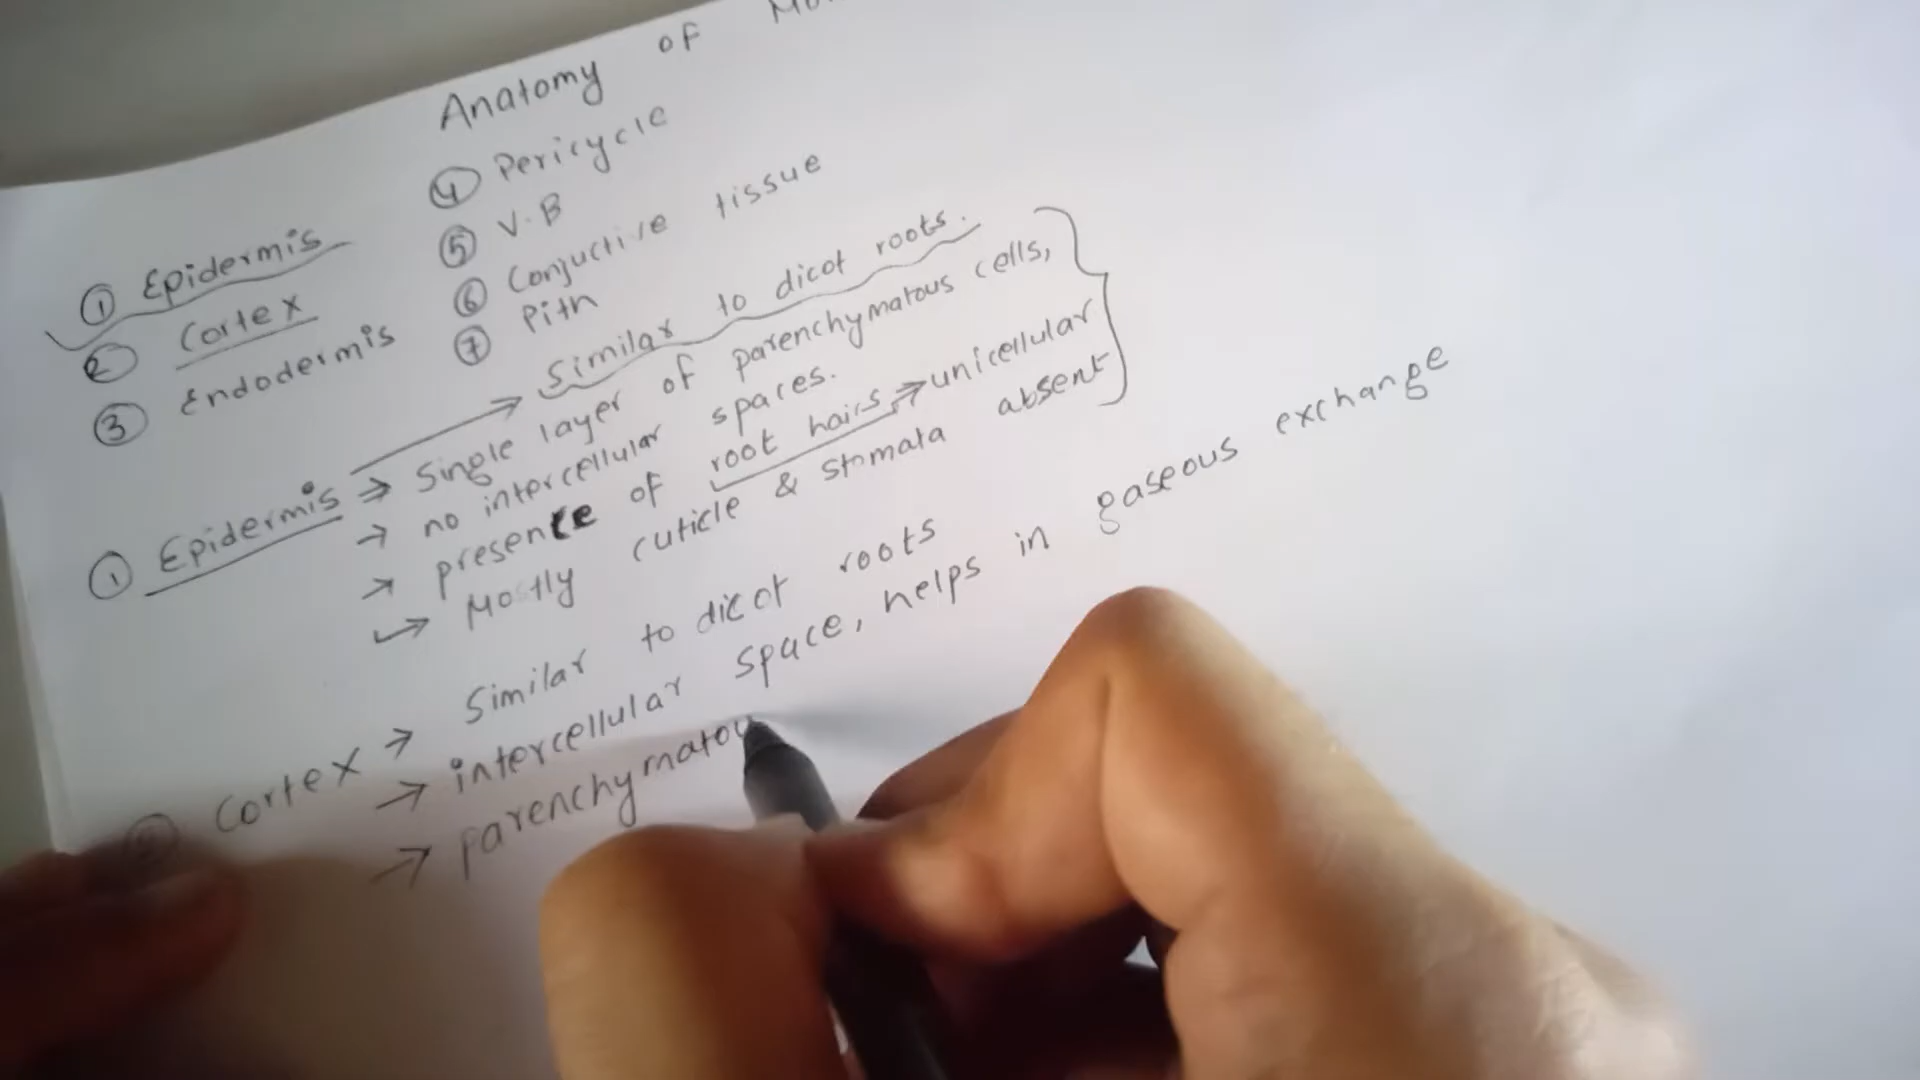 Anatomy of
① Epidermis
② Cortex
③ Endodermis
④ Pericycle
⑤ V.B
⑥ Conjuctive tissue
⑦ Pith
① Epidermis → Similar to dicot roots.
→ Single layer of parenchymatous cells,
→ no intercellular spaces.
→ presence of root hairs → unicellular
→ Mostly cuticle & stomata absent
② Cortex → Similar to dicot roots
→ intercellular space, helps in gaseous exchange
→ parenchymatou